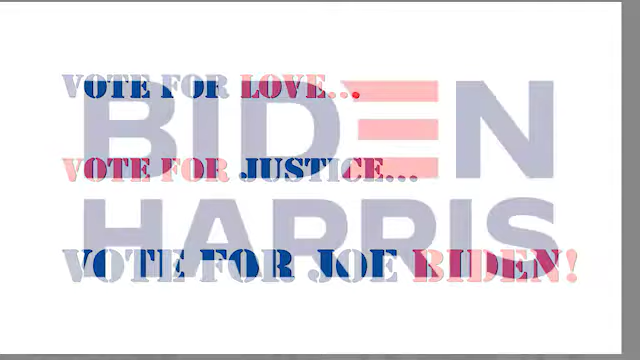 VOTE FOR LOVE...
BIDEN
VOTE FOR JUSTICE...
HARRIS
VOTE FOR JOE BIDEN!